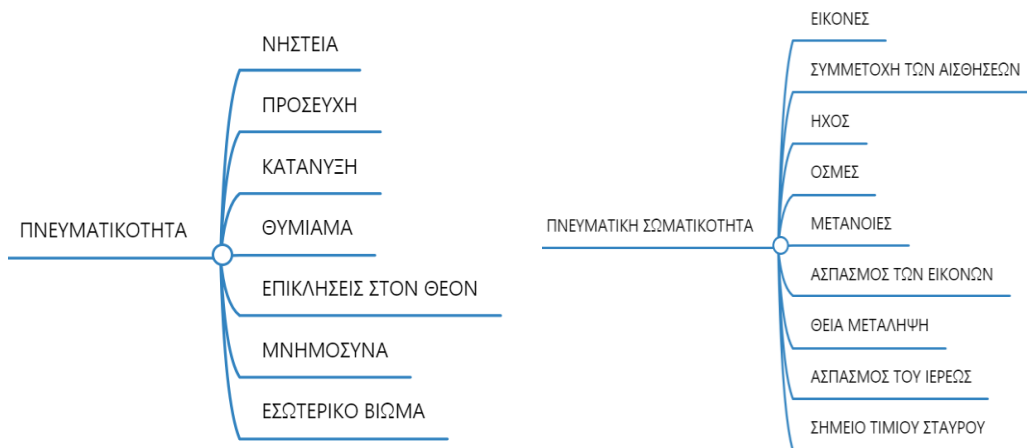 ΠΝΕΥΜΑΤΙΚΟΤΗΤΑ
ΝΗΣΤΕΙΑ
ΠΡΟΣΕΥΧΗ
ΚΑΤΑΝΥΞΗ
ΘΥΜΙΑΜΑ
ΕΠΙΚΛΗΣΕΙΣ ΣΤΟΝ ΘΕΟΝ
ΜΝΗΜΟΣΥΝΑ
ΕΣΩΤΕΡΙΚΟ ΒΙΩΜΑ
ΠΝΕΥΜΑΤΙΚΗ ΣΩΜΑΤΙΚΟΤΗΤΑ
ΕΙΚΟΝΕΣ
ΣΥΜΜΕΤΟΧΗ ΤΩΝ ΑΙΣΘΗΣΕΩΝ
ΗΧΟΣ
ΟΣΜΕΣ
ΜΕΤΑΝΟΙΕΣ
ΑΣΠΑΣΜΟΣ ΤΩΝ ΕΙΚΟΝΩΝ
ΘΕΙΑ ΜΕΤΑΛΗΨΗ
ΑΣΠΑΣΜΟΣ ΤΟΥ ΙΕΡΕΩΣ
ΣΗΜΕΙΟ ΤΙΜΙΟΥ ΣΤΑΥΡΟΥ